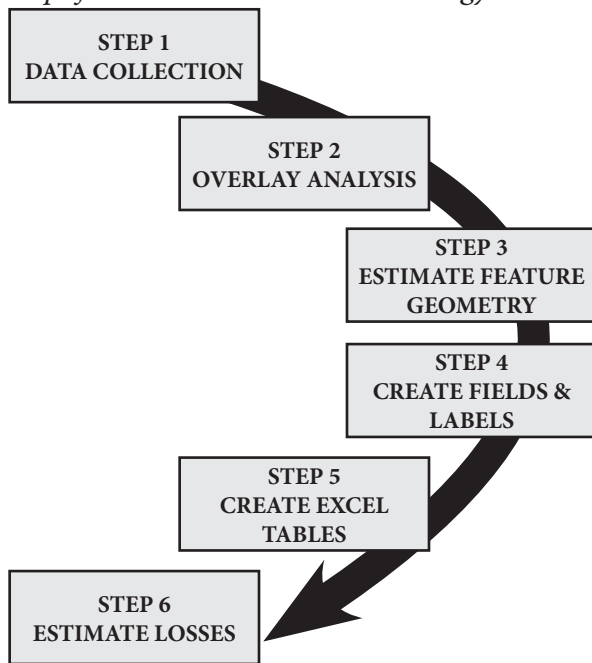 STEP 1
DATA COLLECTION
STEP 2
OVERLAY ANALYSIS
STEP 3
ESTIMATE FEATURE
GEOMETRY
STEP 4
CREATE FIELDS &
LABELS
STEP 5
CREATE EXCEL
TABLES
STEP 6
ESTIMATE LOSSES